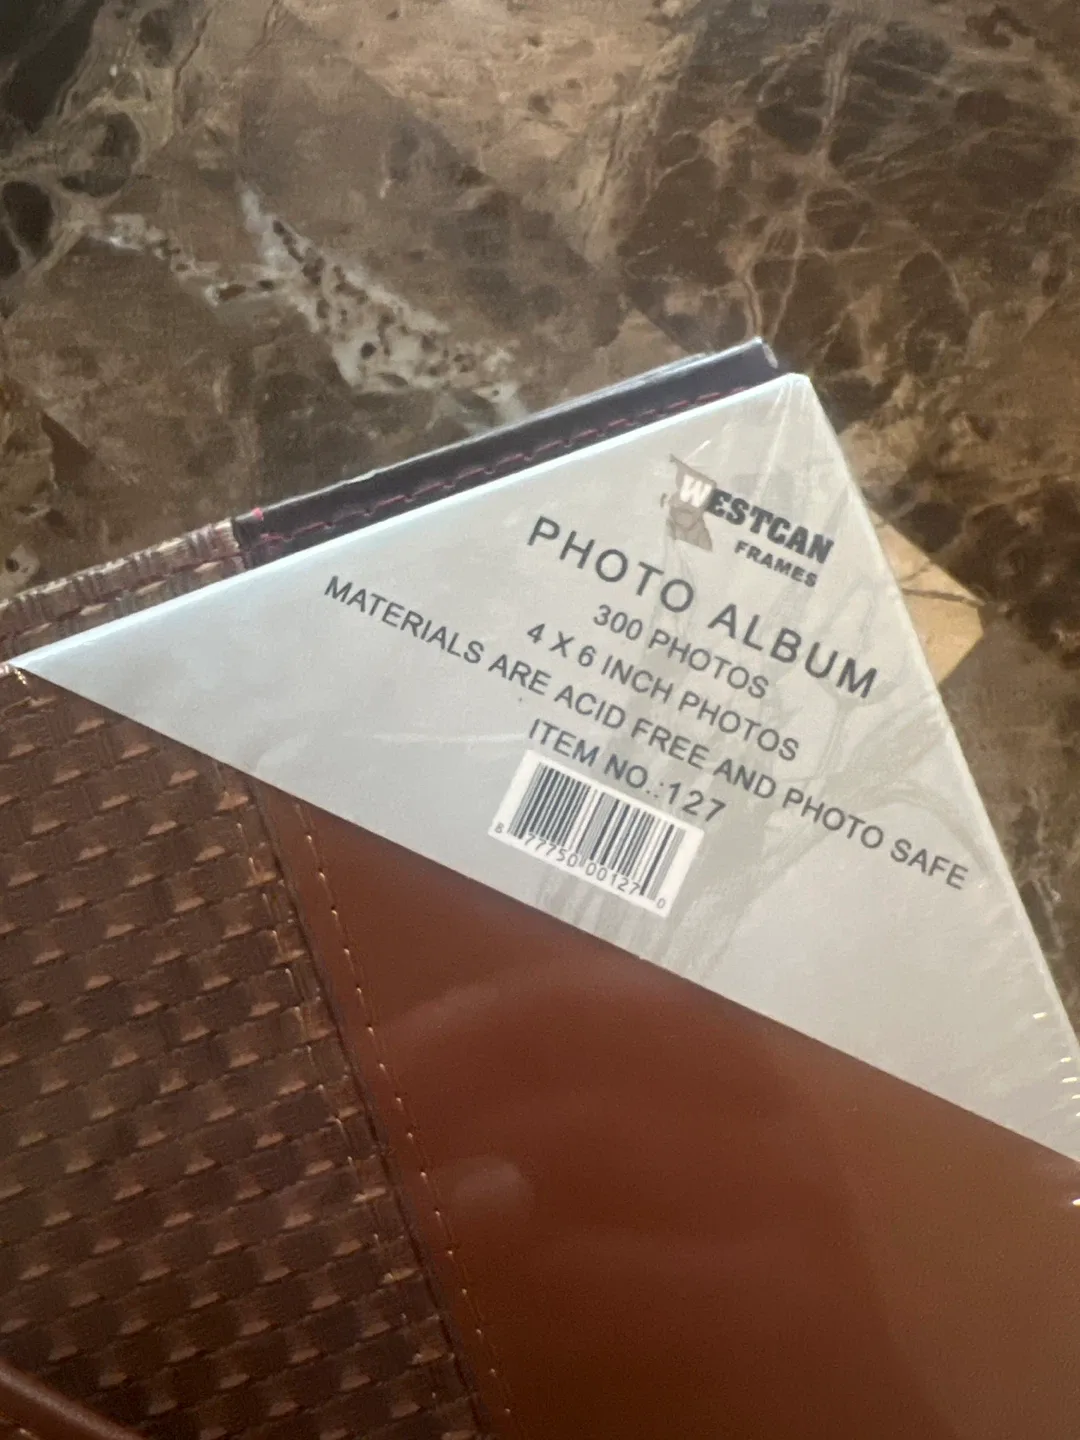 WESTCAN
FRAMES
PHOTO ALBUM
300 PHOTOS
4 X 6 INCH PHOTOS
MATERIALS ARE ACID FREE AND PHOTO SAFE
ITEM NO.:127
8 77750 00127 0